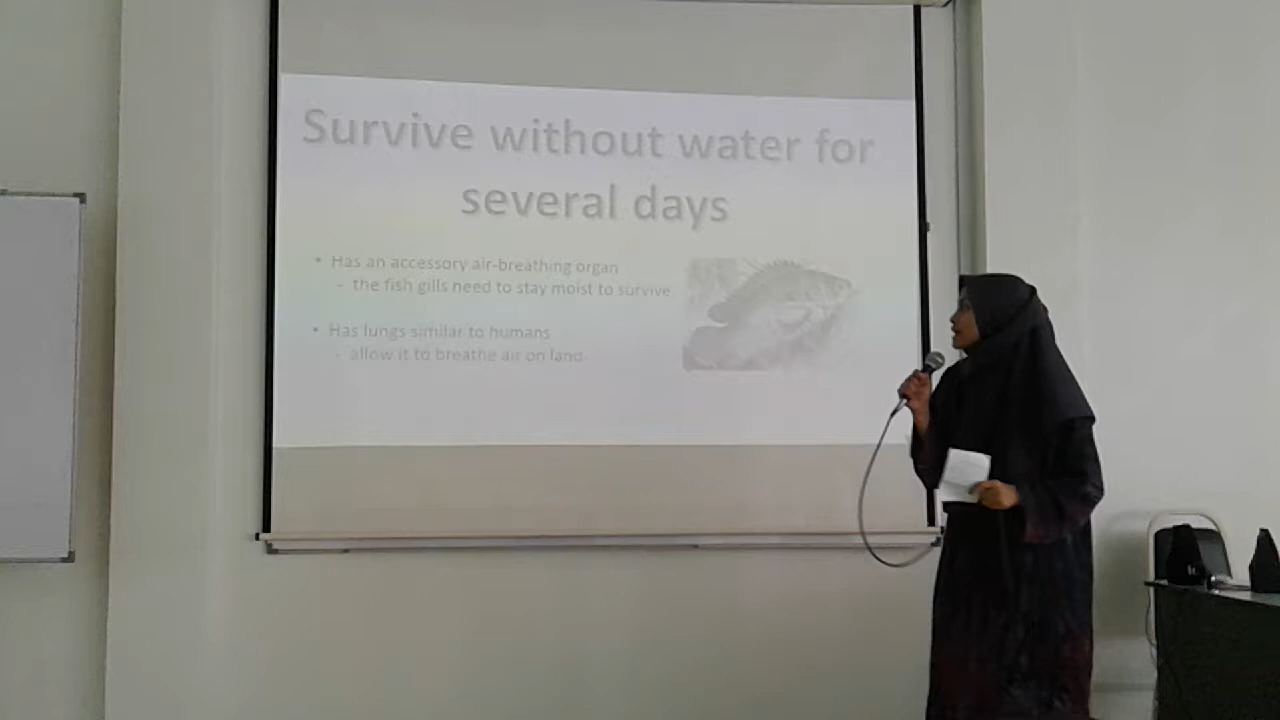 Survive without water for
several days
• Has an accessory air-breathing organ
- the fish gills need to stay moist to survive
• Has lungs similar to humans
- allow it to breathe air on land